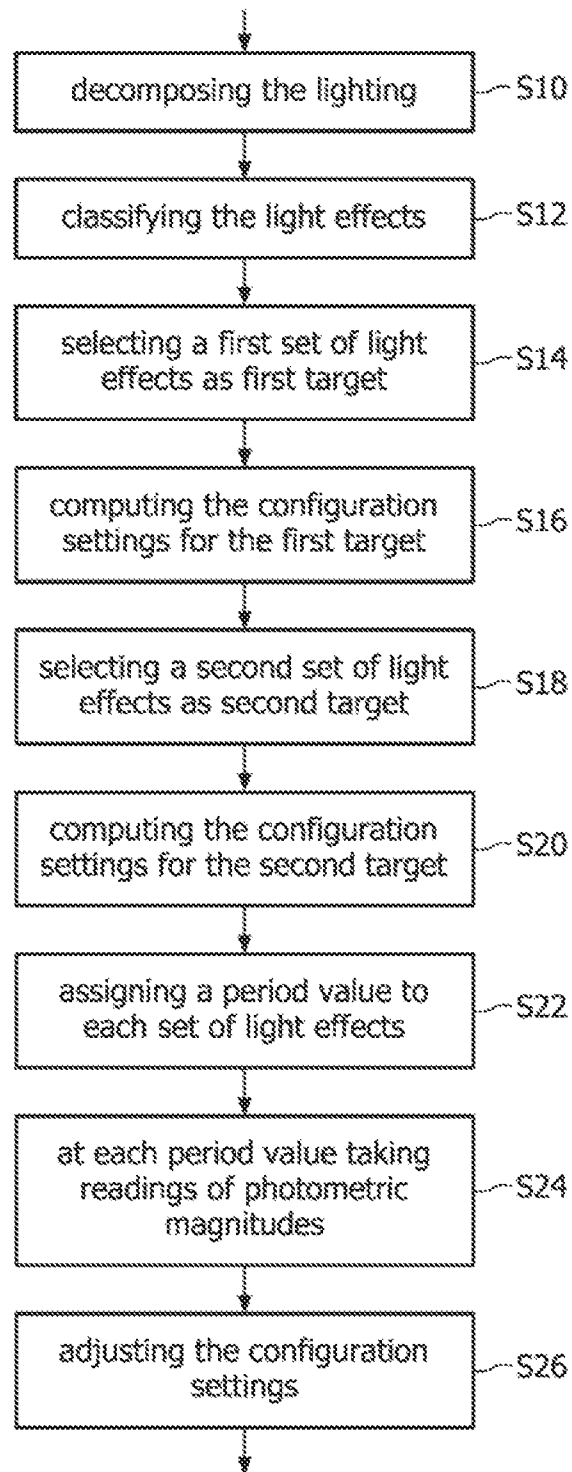 decomposing the lighting
S10
classifying the light effects
S12
selecting a first set of light
effects as first target
S14
computing the configuration
settings for the first target
S16
selecting a second set of light
effects as second target
S18
computing the configuration
settings for the second target
S20
assigning a period value to
each set of light effects
S22
at each period value taking
readings of photometric
magnitudes
S24
adjusting the configuration
settings
S26